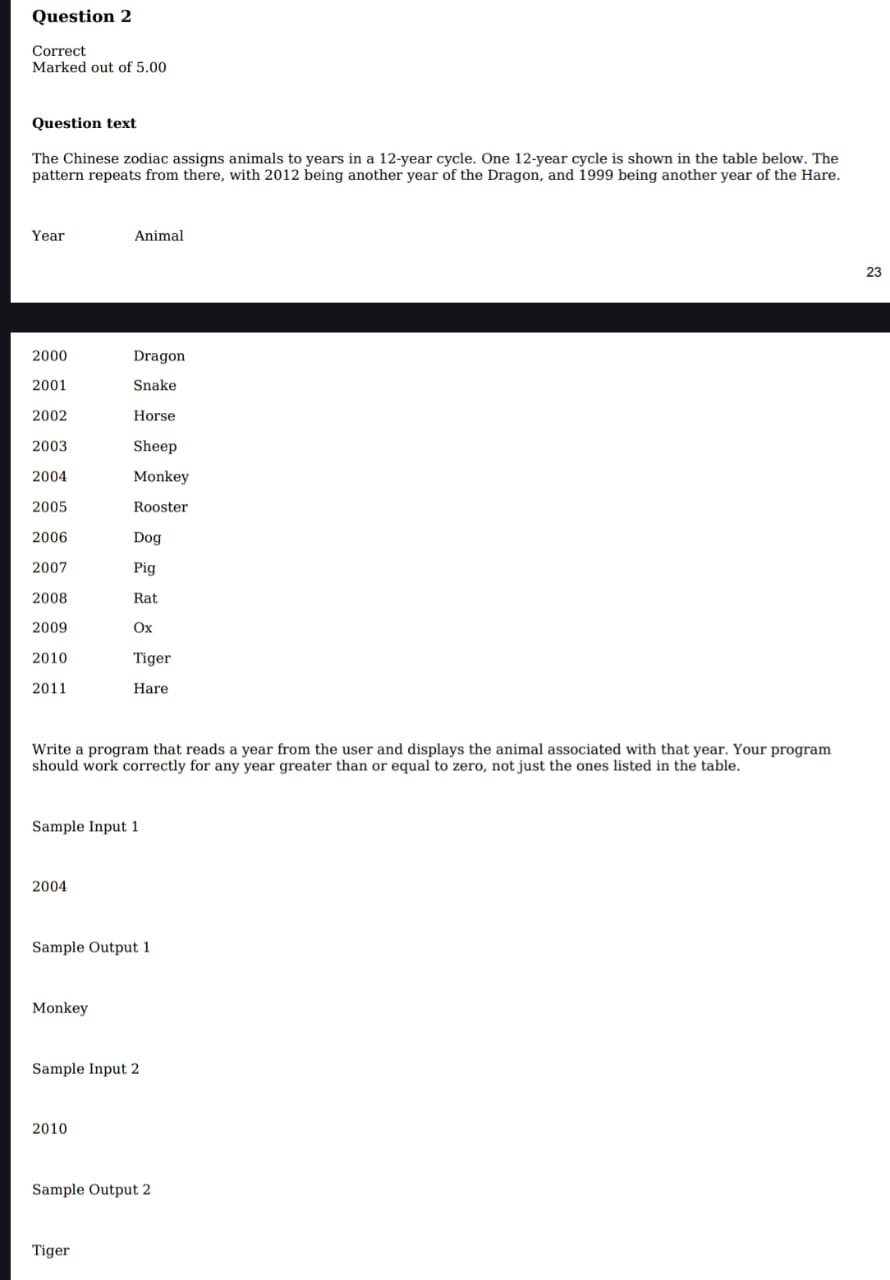 Question 2
Correct
Marked out of 5.00
Question text
The Chinese zodiac assigns animals to years in a 12-year cycle. One 12-year cycle is shown in the table below. The
pattern repeats from there, with 2012 being another year of the Dragon, and 1999 being another year of the Hare.
Year Animal
23
2000 Dragon
2001 Snake
2002 Horse
2003 Sheep
2004 Monkey
2005 Rooster
2006 Dog
2007 Pig
2008 Rat
2009 Ox
2010 Tiger
2011 Hare
Write a program that reads a year from the user and displays the animal associated with that year. Your program
should work correctly for any year greater than or equal to zero, not just the ones listed in the table.
Sample Input 1
2004
Sample Output 1
Monkey
Sample Input 2
2010
Sample Output 2
Tiger